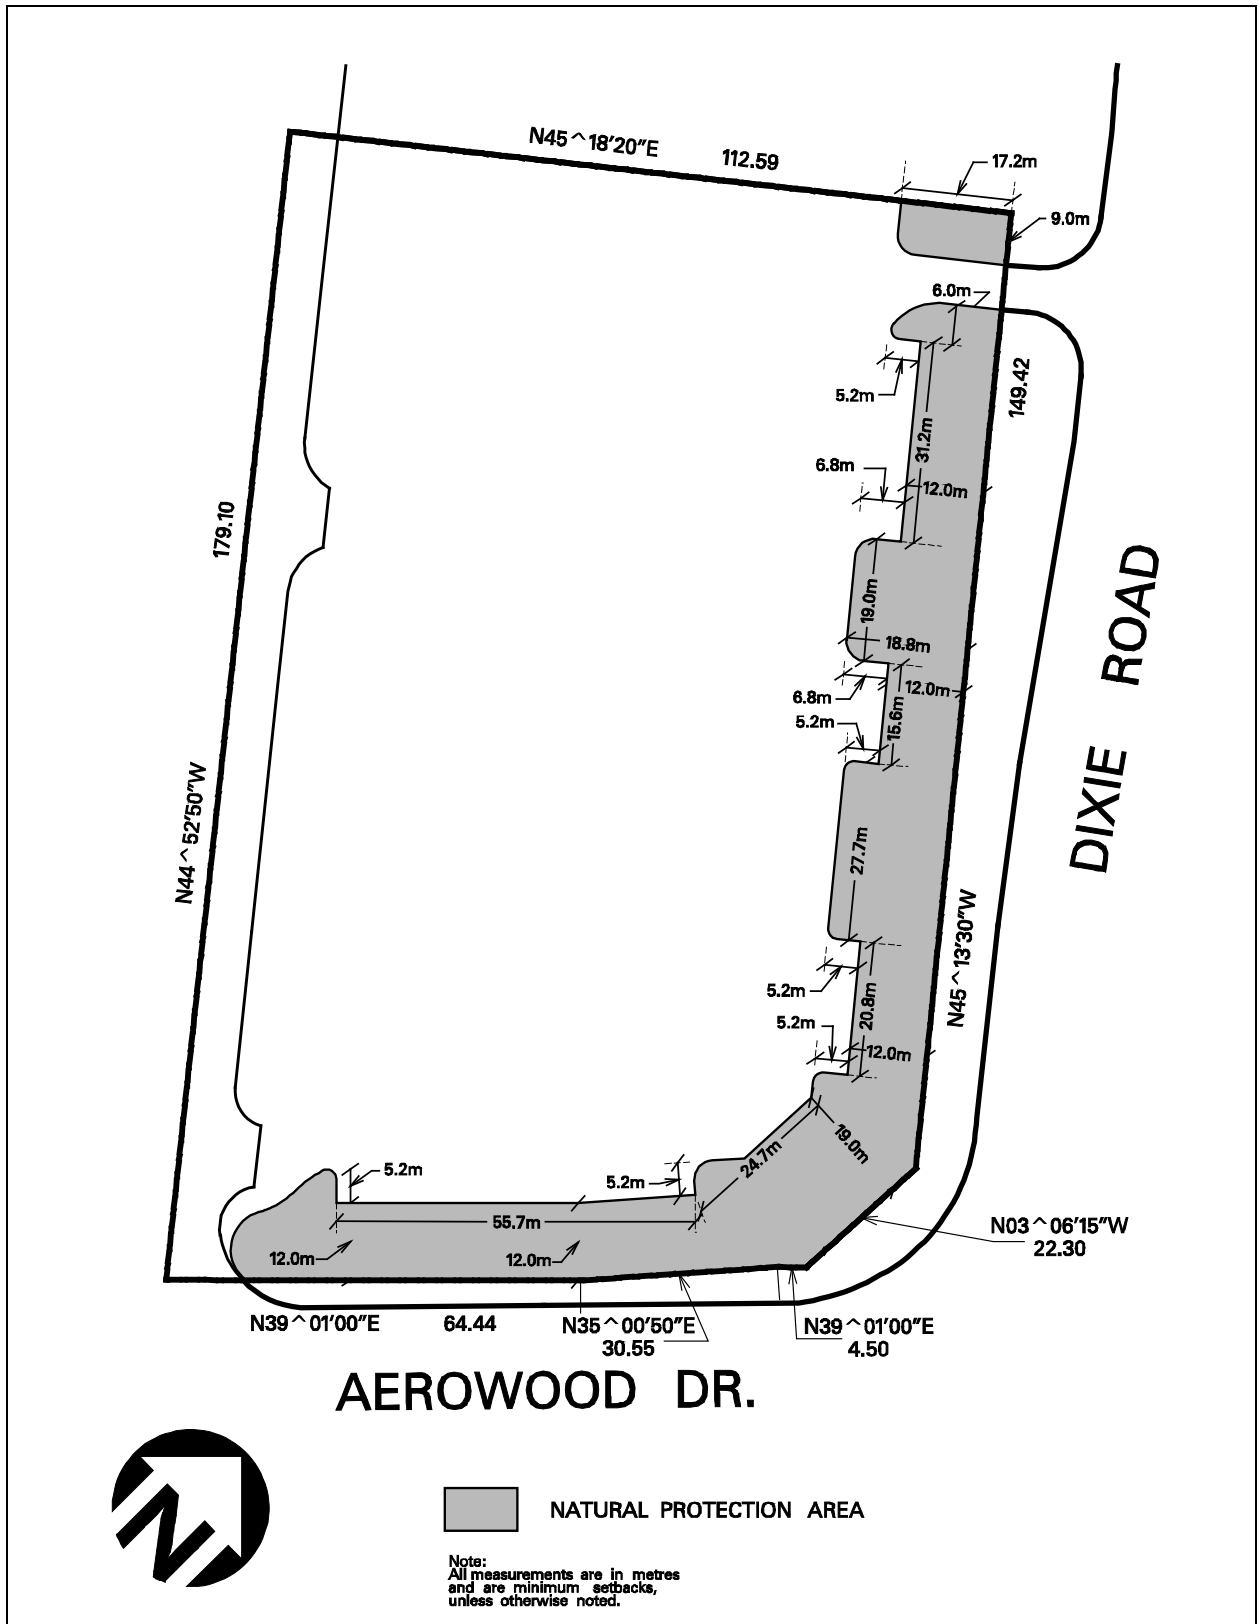 N45^18'20"E 112.59
17.2m
9.0m
6.0m
149.42
5.2m
31.2m
6.8m
12.0m
179.10
19.0m
18.8m
DIXIE ROAD
6.8m
12.0m
15.6m
5.2m
N44^52'50"W
27.7m
N45^13'30"W
5.2m
20.8m
5.2m
12.0m
19.0m
24.7m
5.2m
5.2m
55.7m
12.0m
12.0m
N03^06'15"W
22.30
N39^01'00"E 64.44
N35^00'50"E
30.55
N39^01'00"E
4.50
AEROWOOD DR.
N
NATURAL PROTECTION AREA
Note:
All measurements are in metres
and are minimum setbacks,
unless otherwise noted.